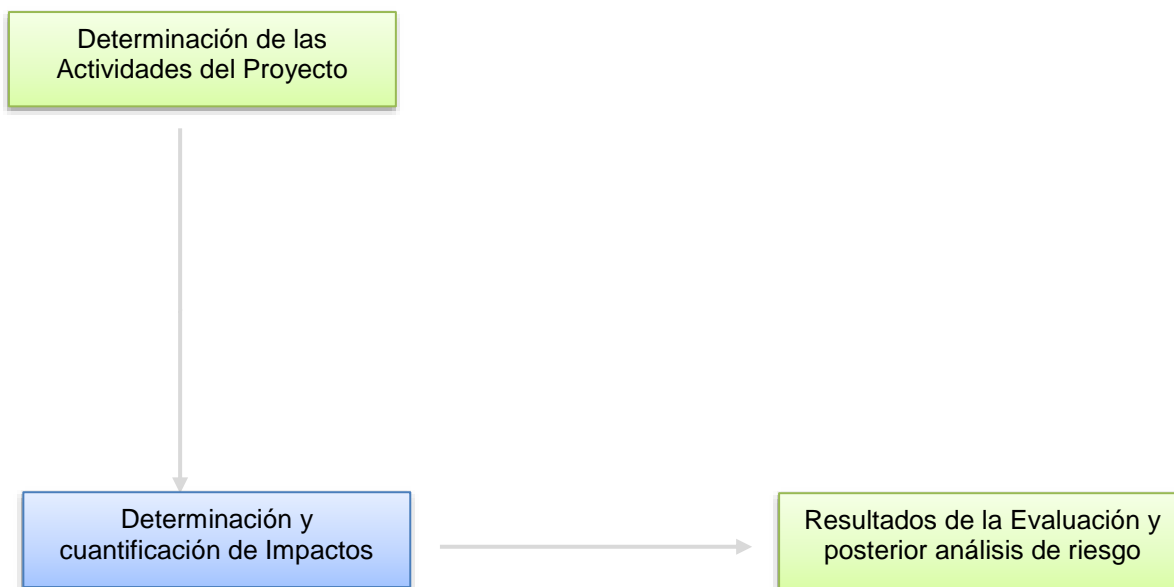 Determinación de las
Actividades del Proyecto
Determinación y
cuantificación de Impactos
Resultados de la Evaluación y
posterior análisis de riesgo